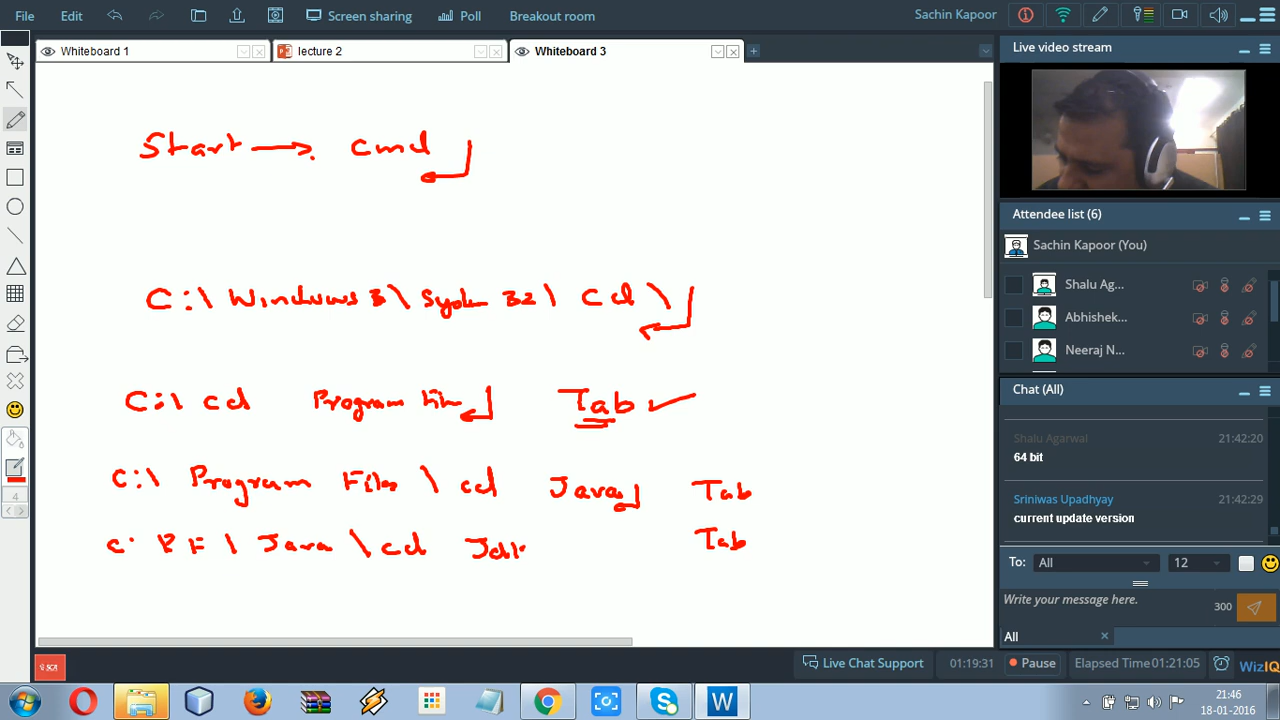 File Edit Screen sharing Poll Breakout room Sachin Kapoor
Whiteboard 1 lecture 2 Whiteboard 3
Live video stream
Start → cmd
Attendee list (6)
Sachin Kapoor (You)
Shalu Ag...
Abhishek...
Neeraj N...
C:\ Windows \ System 32 \ cd \
C:\ cd Program Files Tab
C:\ Program Files \ cd Java Tab
C: P F \ Java \ cd Jdk Tab
Chat (All)
Shalu Agarwal 21:42:20
64 bit
Sriniwas Upadhyay 21:42:29
current update version
To: All 12
Write your message here. 300
All
4
Live Chat Support 01:19:31 Pause Elapsed Time 01:21:05 WizIQ
21:46
18-01-2016